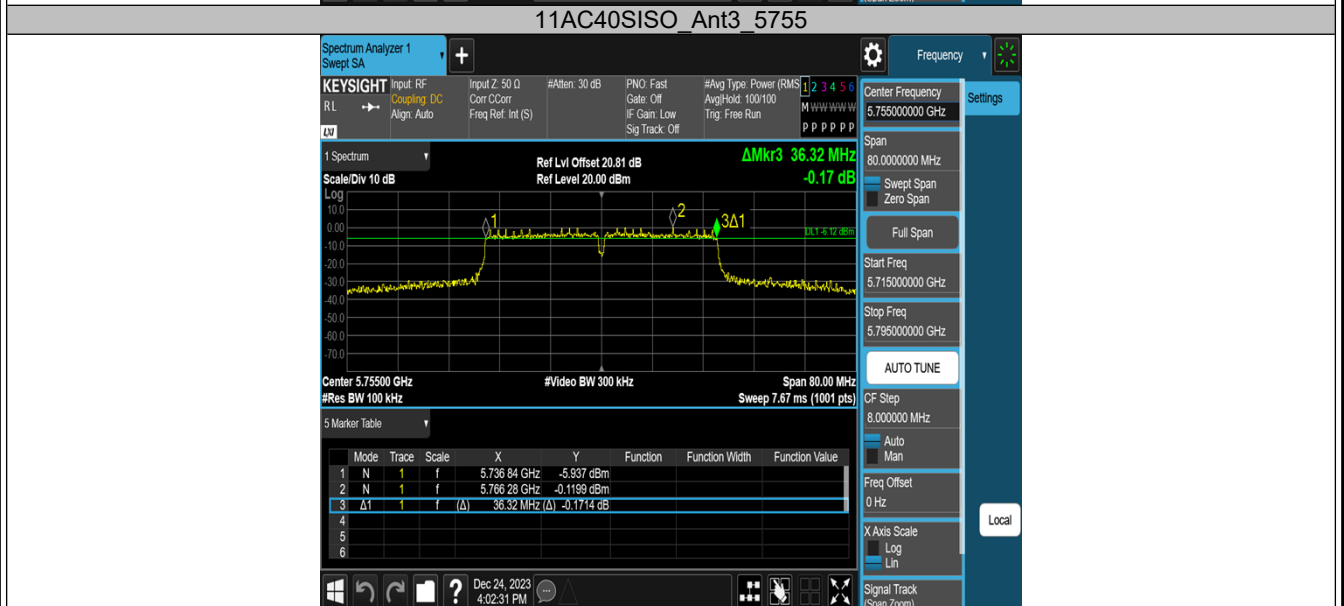 11AC40SISO_Ant3_5755
Spectrum Analyzer 1
Swept SA
Frequency
KEYSIGHT Input: RF Input Z: 50 Ω #Atten: 30 dB PNO: Fast #Avg Type: Power (RMS 1 2 3 4 5 6
RL Coupling: DC Corr CCorr Gate: Off Avg|Hold: 100/100 M W W W W W
Align: Auto Freq Ref: Int (S) IF Gain: Low Trig: Free Run
LXI Sig Track: Off P P P P P P
Center Frequency
5.755000000 GHz
Settings
1 Spectrum
Ref Lvl Offset 20.81 dB
ΔMkr3 36.32 MHz
Scale/Div 10 dB
Ref Level 20.00 dBm
-0.17 dB
Log
10.0
0.00
-10.0
-20.0
-30.0
-40.0
-50.0
-60.0
-70.0
1
2
3Δ1
DL1 -6.12 dBm
Center 5.75500 GHz #Video BW 300 kHz Span 80.00 MHz
#Res BW 100 kHz Sweep 7.67 ms (1001 pts)
Span
80.0000000 MHz
Swept Span
Zero Span
Full Span
Start Freq
5.715000000 GHz
Stop Freq
5.795000000 GHz
AUTO TUNE
CF Step
8.000000 MHz
Auto
Man
Freq Offset
0 Hz
X Axis Scale
Log
Lin
Signal Track
(Span Zoom)
Local
5 Marker Table
Mode Trace Scale X Y Function Function Width Function Value
1 N 1 f 5.736 84 GHz -5.937 dBm
2 N 1 f 5.766 28 GHz -0.1199 dBm
3 Δ1 1 f (Δ) 36.32 MHz (Δ) -0.1714 dB
4
5
6
?
Dec 24, 2023
4:02:31 PM